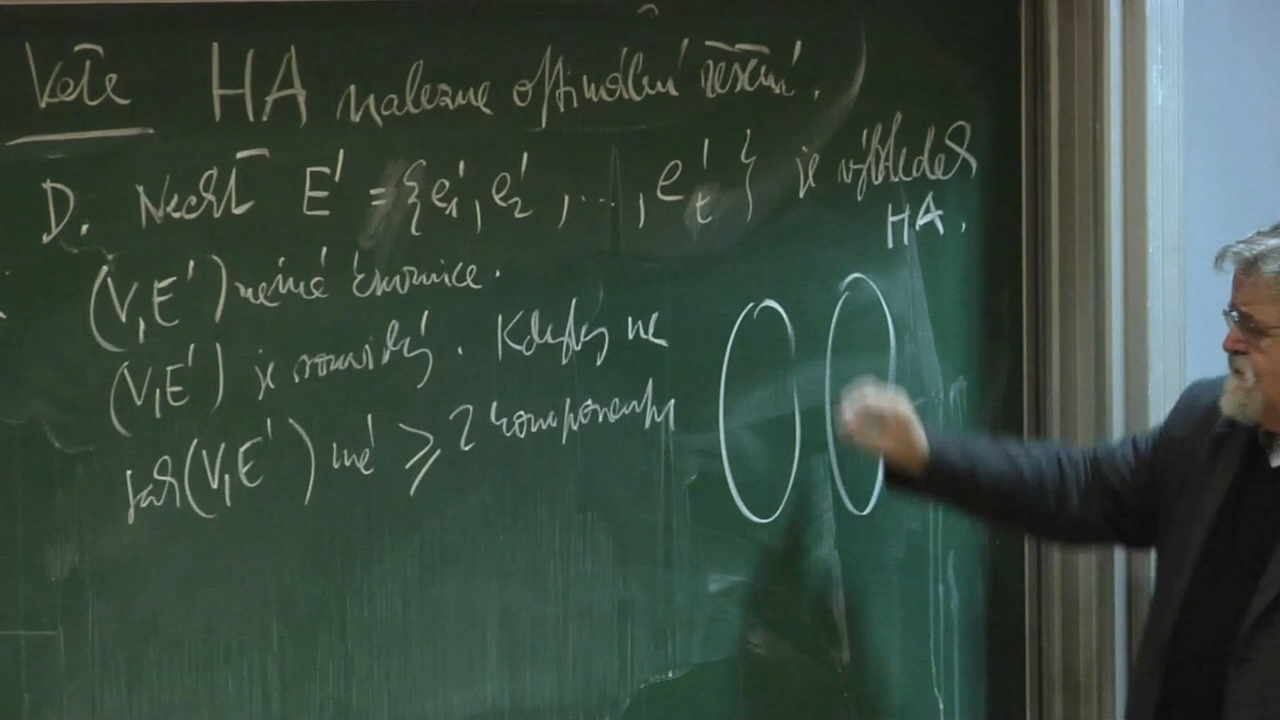 Věta HA nalezne optimální řešení.
D. Nechť E' = {e'₁, e'₂, ..., e'ₜ} je výsledek
HA.
(V, E') nemá kružnice.
(V, E') je souvislý. Kdyby ne
pak (V, E') má ≥ 2 komponenty